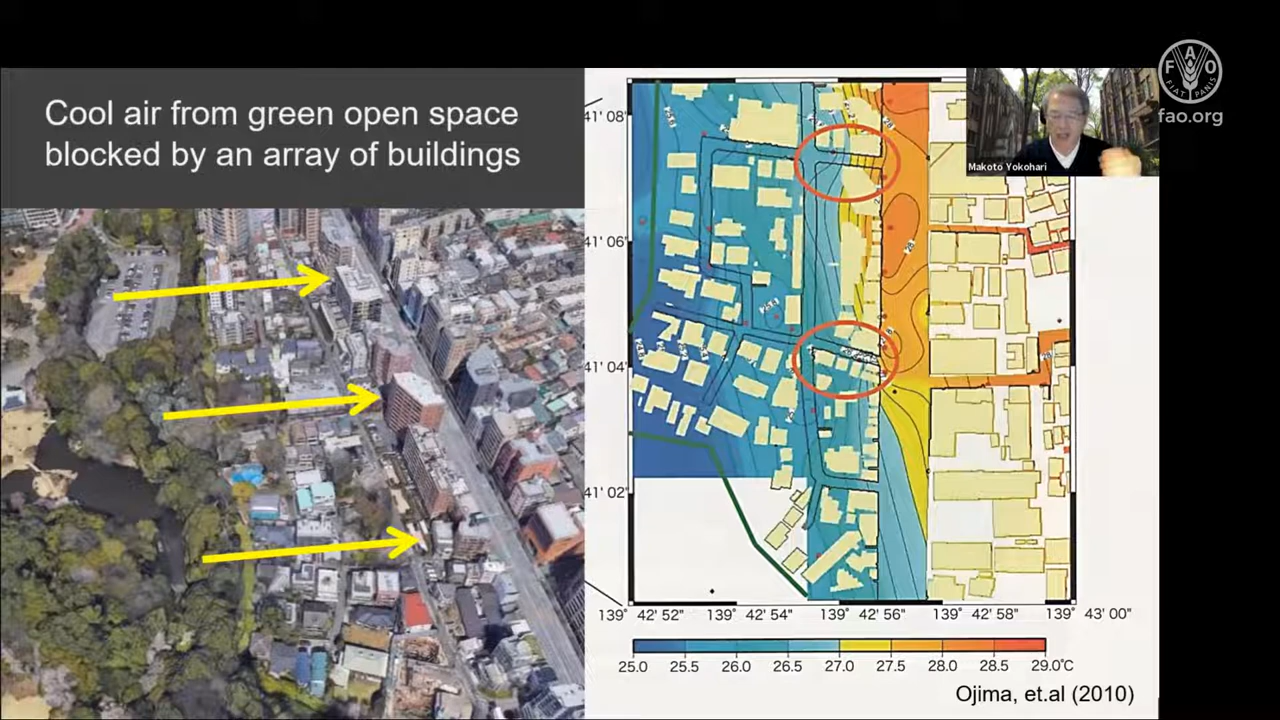 Cool air from green open space
blocked by an array of buildings
F A O
FIAT PANIS
fao.org
Makoto Yokohari
41' 08"
41' 06"
41' 04"
41' 02"
139° 42' 52" 139° 42' 54" 139° 42' 56" 139° 42' 58" 139° 43' 00"
25.0 25.5 26.0 26.5 27.0 27.5 28.0 28.5 29.0℃
Ojima, et.al (2010)